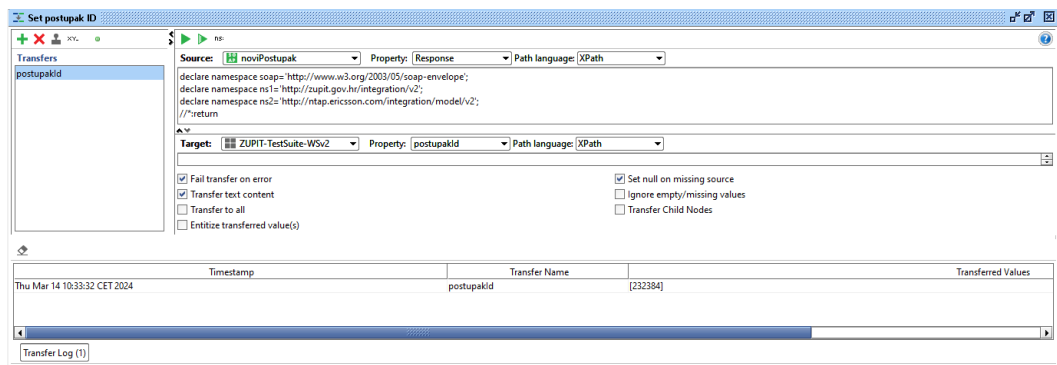 Set postupak ID
XY_ ns:
Transfers
postupakId
Source: noviPostupak Property: Response Path language: XPath
declare namespace soap='http://www.w3.org/2003/05/soap-envelope';
declare namespace ns1='http://zupit.gov.hr/integration/v2';
declare namespace ns2='http://ntap.ericsson.com/integration/model/v2';
//*:return
Target: ZUPIT-TestSuite-WSv2 Property: postupakId Path language: XPath
Fail transfer on error Set null on missing source
Transfer text content Ignore empty/missing values
Transfer to all Transfer Child Nodes
Entitize transferred value(s)
Timestamp Transfer Name Transferred Values
Thu Mar 14 10:33:32 CET 2024 postupakId [232384]
Transfer Log (1)